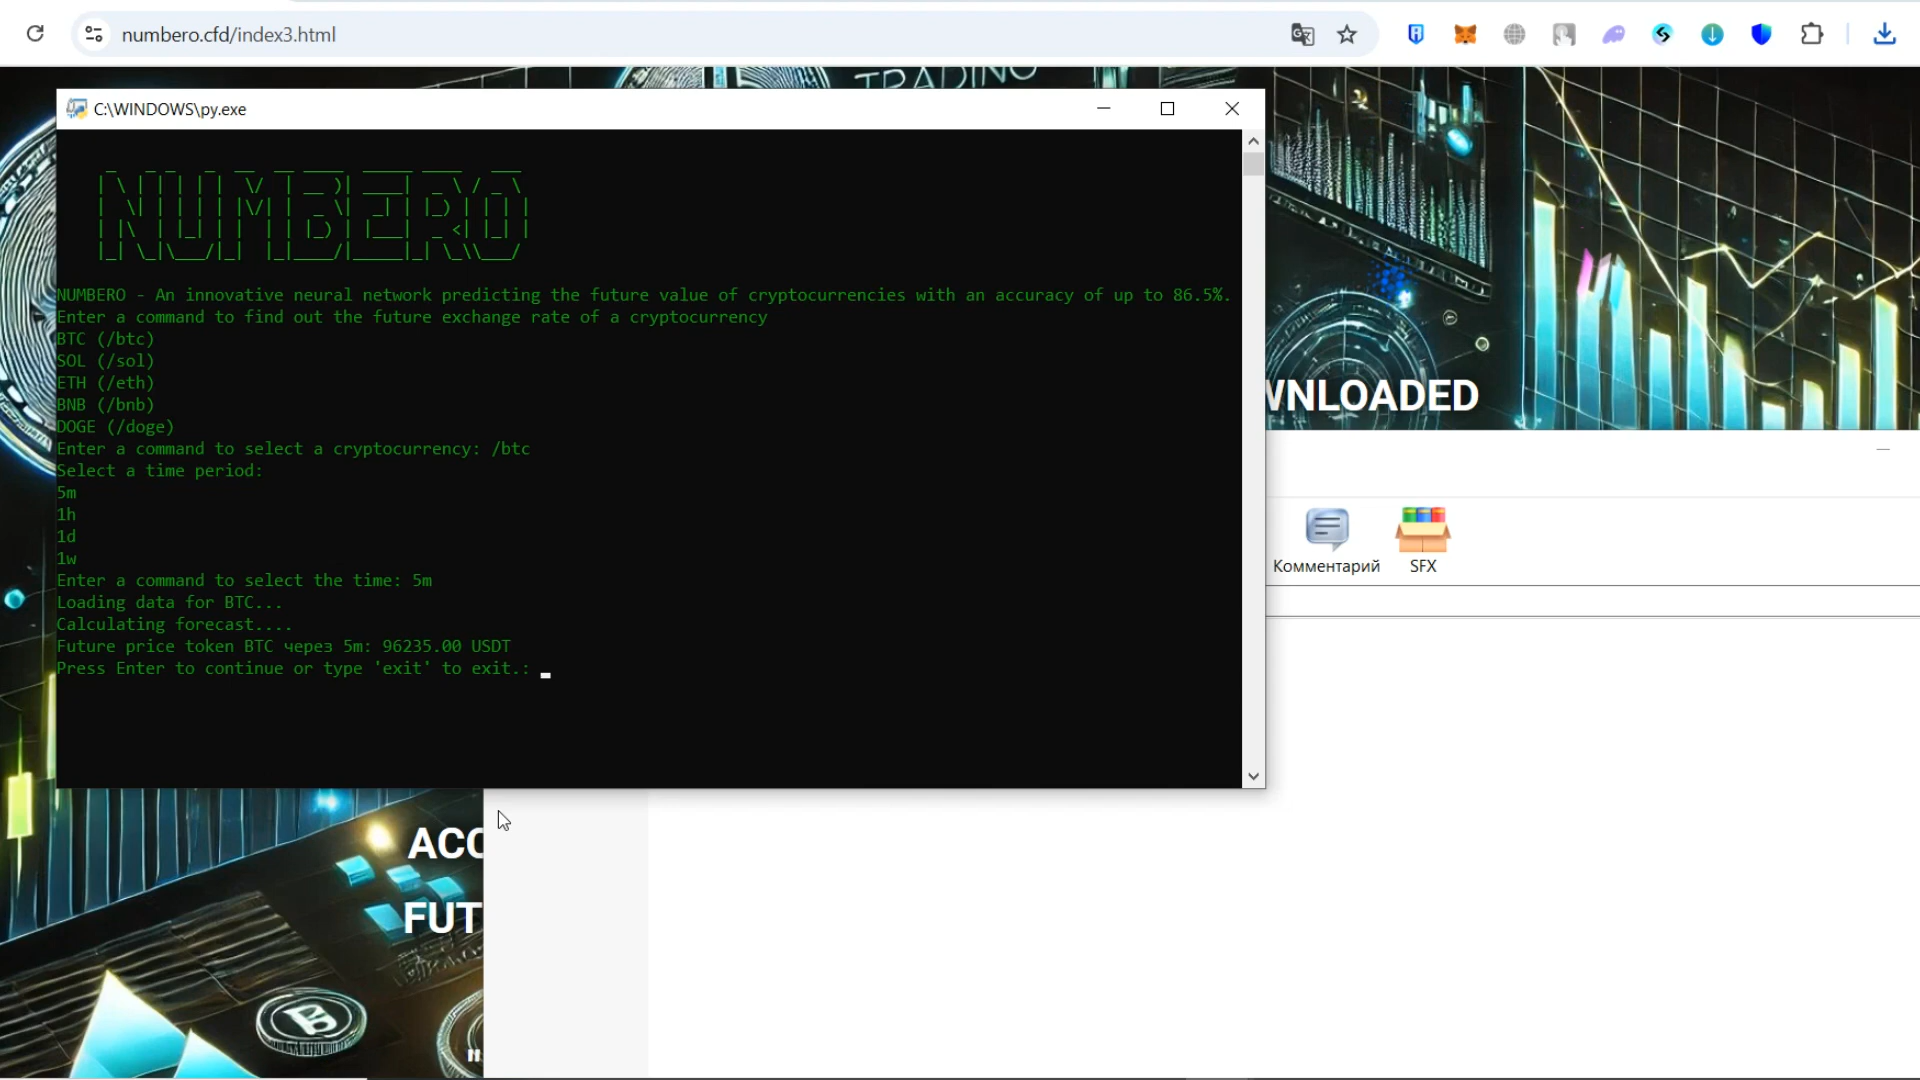 numbero.cfd/index3.html
TRADING
C:\WINDOWS\py.exe
NUMBERO
NUMBERO - An innovative neural network predicting the future value of cryptocurrencies with an accuracy of up to 86.5%.
Enter a command to find out the future exchange rate of a cryptocurrency
BTC (/btc)
SOL (/sol)
ETH (/eth)
BNB (/bnb)
DOGE (/doge)
Enter a command to select a cryptocurrency: /btc
Select a time period:
5m
1h
1d
1w
Enter a command to select the time: 5m
Loading data for BTC...
Calculating forecast....
Future price token BTC через 5m: 96235.00 USDT
Press Enter to continue or type 'exit' to exit.:
WNLOADED
Комментарий
SFX
ACC
FUT
"